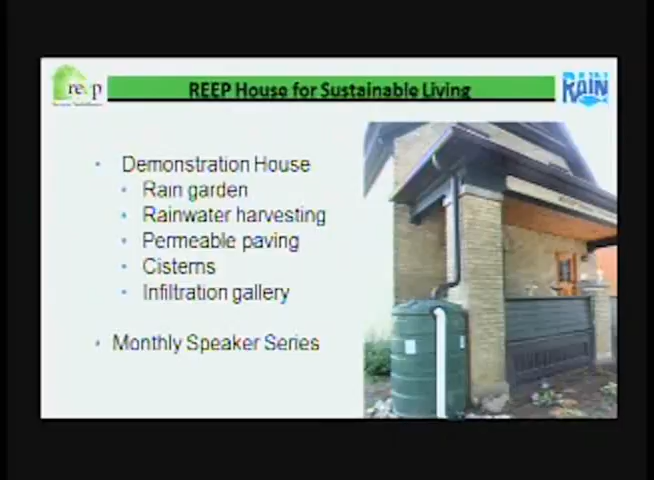 reep
REEP House for Sustainable Living
RAIN
Demonstration House
Rain garden
Rainwater harvesting
Permeable paving
Cisterns
Infiltration gallery
Monthly Speaker Series